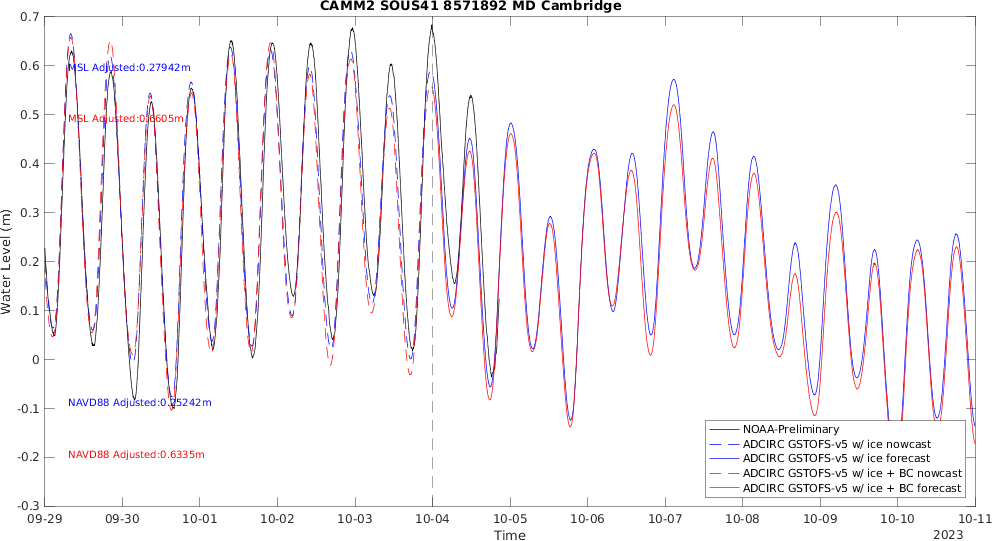 CAMM2 SOUS41 8571892 MD Cambridge
0.7
0.6
0.5
0.4
0.3
0.2
0.1
0
-0.1
-0.2
-0.3
Water Level (m)
MSL Adjusted:0.27942m
MSL Adjusted:0.6605m
NAVD88 Adjusted:0.25242m
NAVD88 Adjusted:0.6335m
NOAA-Preliminary
ADCIRC GSTOFS-v5 w/ ice nowcast
ADCIRC GSTOFS-v5 w/ ice forecast
ADCIRC GSTOFS-v5 w/ ice + BC nowcast
ADCIRC GSTOFS-v5 w/ ice + BC forecast
09-29 09-30 10-01 10-02 10-03 10-04 10-05 10-06 10-07 10-08 10-09 10-10 10-11
Time
2023